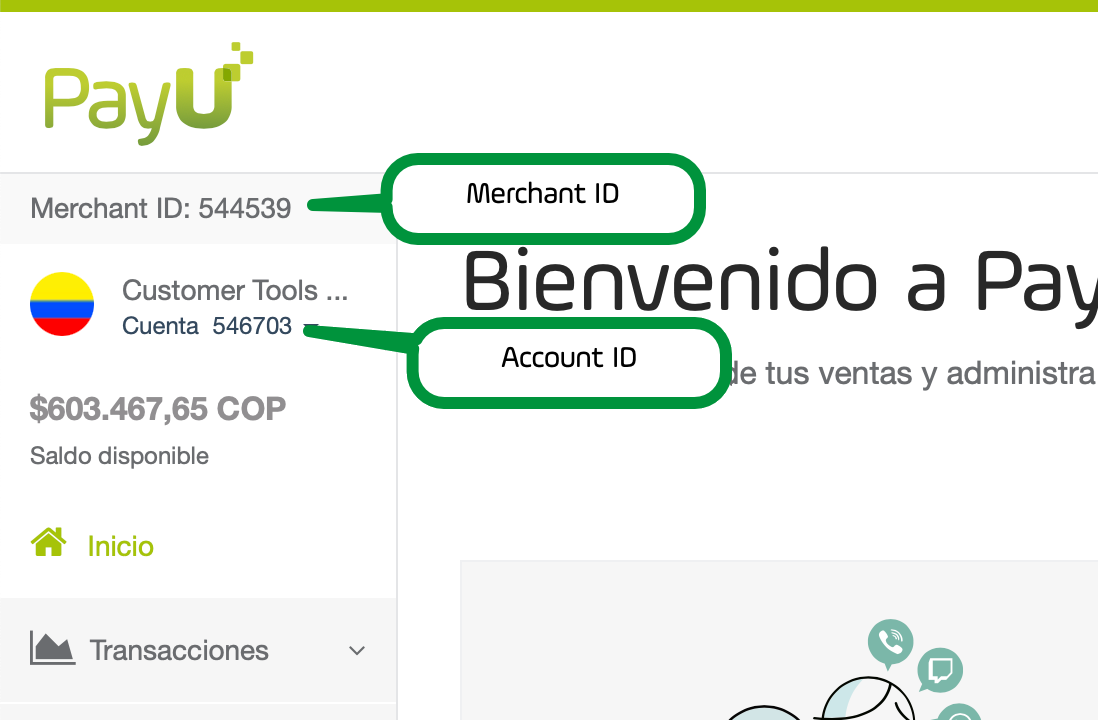 PayU
Merchant ID: 544539
Merchant ID
Customer Tools ...
Cuenta 546703
Bienvenido a Pay
Account ID
de tus ventas y administra
$603.467,65 COP
Saldo disponible
Inicio
Transacciones